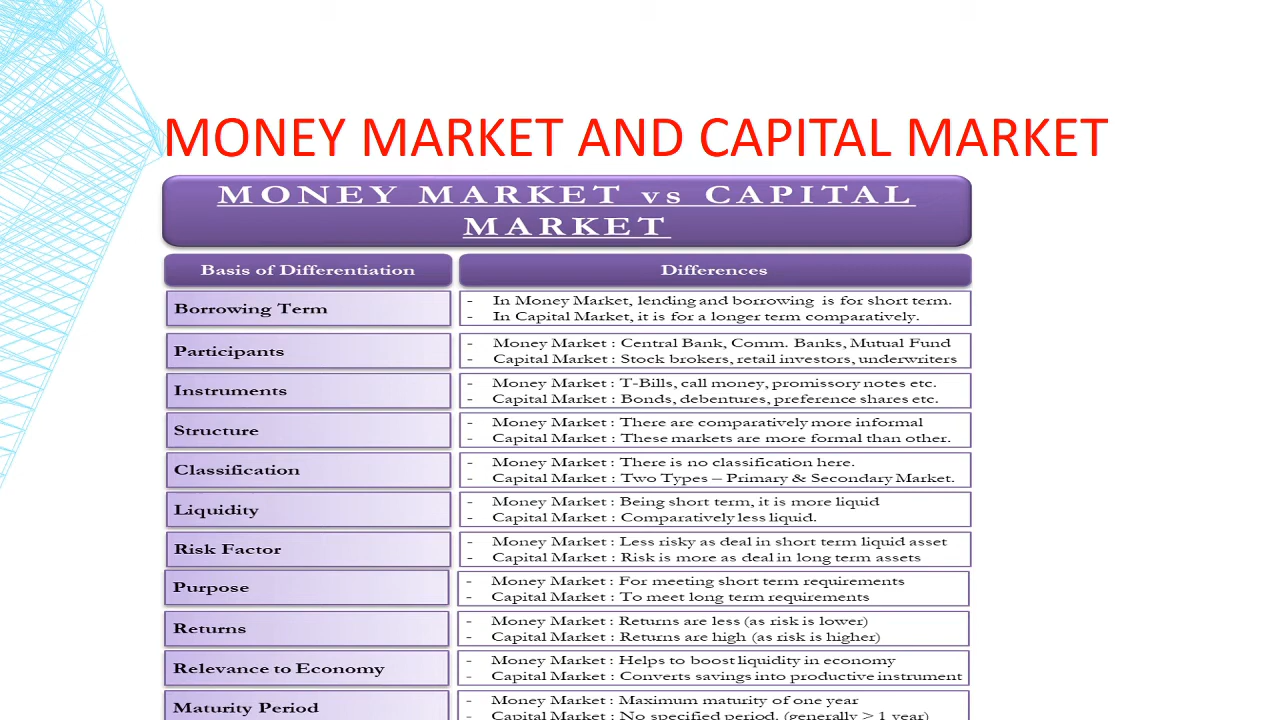 MONEY MARKET AND CAPITAL MARKET
MONEY MARKET vs CAPITAL
MARKET
Basis of Differentiation
Differences
Borrowing Term
- In Money Market, lending and borrowing is for short term.
- In Capital Market, it is for a longer term comparatively.
Participants
- Money Market : Central Bank, Comm. Banks, Mutual Fund
- Capital Market : Stock brokers, retail investors, underwriters
Instruments
- Money Market : T-Bills, call money, promissory notes etc.
- Capital Market : Bonds, debentures, preference shares etc.
Structure
- Money Market : There are comparatively more informal
- Capital Market : These markets are more formal than other.
Classification
- Money Market : There is no classification here.
- Capital Market : Two Types – Primary & Secondary Market.
Liquidity
- Money Market : Being short term, it is more liquid
- Capital Market : Comparatively less liquid.
Risk Factor
- Money Market : Less risky as deal in short term liquid asset
- Capital Market : Risk is more as deal in long term assets
Purpose
- Money Market : For meeting short term requirements
- Capital Market : To meet long term requirements
Returns
- Money Market : Returns are less (as risk is lower)
- Capital Market : Returns are high (as risk is higher)
Relevance to Economy
- Money Market : Helps to boost liquidity in economy
- Capital Market : Converts savings into productive instrument
Maturity Period
- Money Market : Maximum maturity of one year
- Capital Market : No specified period. (generally > 1 year)